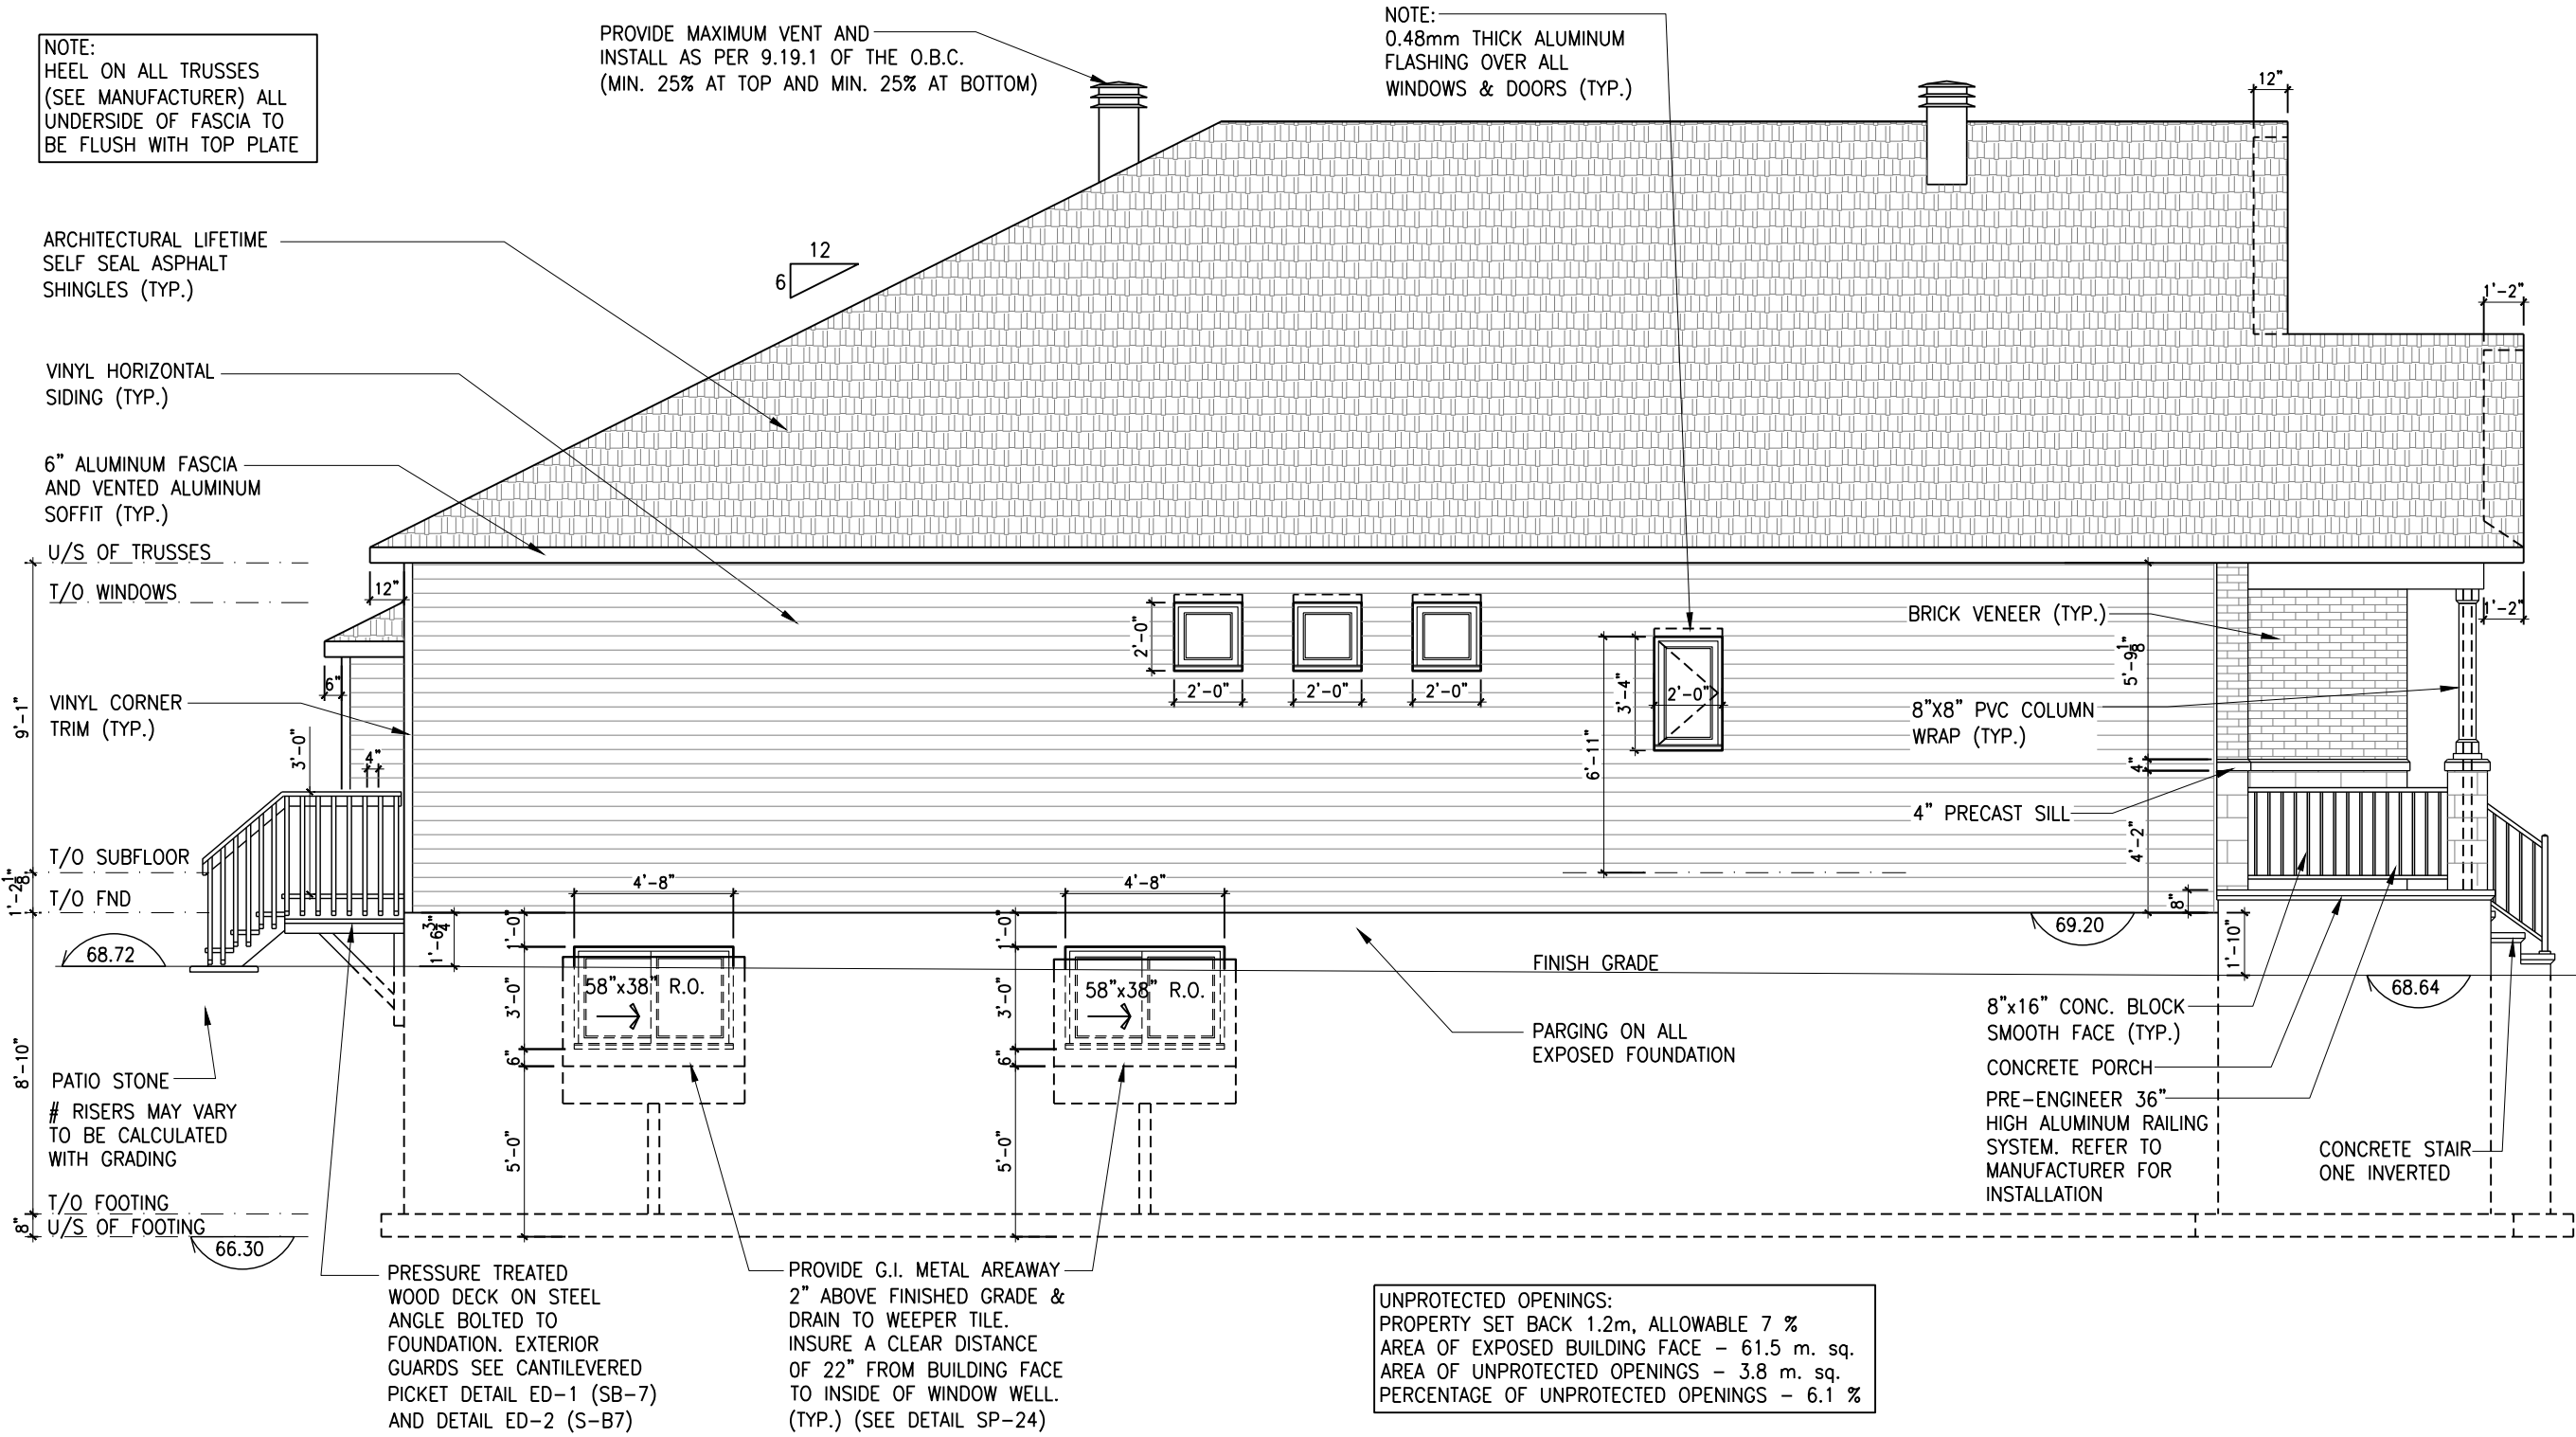 NOTE:
HEEL ON ALL TRUSSES
(SEE MANUFACTURER) ALL
UNDERSIDE OF FASCIA TO
BE FLUSH WITH TOP PLATE
PROVIDE MAXIMUM VENT AND
INSTALL AS PER 9.19.1 OF THE O.B.C.
(MIN. 25% AT TOP AND MIN. 25% AT BOTTOM)
NOTE:
0.48mm THICK ALUMINUM
FLASHING OVER ALL
WINDOWS & DOORS (TYP.)
12"
1'-2"
ARCHITECTURAL LIFETIME
SELF SEAL ASPHALT
SHINGLES (TYP.)
12
6
VINYL HORIZONTAL
SIDING (TYP.)
6" ALUMINUM FASCIA
AND VENTED ALUMINUM
SOFFIT (TYP.)
U/S OF TRUSSES
T/O WINDOWS
12"
6"
VINYL CORNER
TRIM (TYP.)
9'-1"
3'-0"
4"
T/O SUBFLOOR
1'-2 1/8"
T/O FND
68.72
2'-0"
2'-0"
2'-0"
2'-0"
3'-4"
2'-0"
6'-11"
BRICK VENEER (TYP.)
5'-9 1/8"
1'-2"
8"X8" PVC COLUMN
WRAP (TYP.)
4"
4" PRECAST SILL
4'-2"
8"
4'-8"
4'-8"
1'-6 3/4"
1'-0"
1'-0"
69.20
1'-10"
FINISH GRADE
68.64
58"x38" R.O.
58"x38" R.O.
3'-0"
3'-0"
6"
6"
5'-0"
5'-0"
8'-10"
PARGING ON ALL
EXPOSED FOUNDATION
8"x16" CONC. BLOCK
SMOOTH FACE (TYP.)
CONCRETE PORCH
PRE-ENGINEER 36"
HIGH ALUMINUM RAILING
SYSTEM. REFER TO
MANUFACTURER FOR
INSTALLATION
CONCRETE STAIR
ONE INVERTED
PATIO STONE
# RISERS MAY VARY
TO BE CALCULATED
WITH GRADING
T/O FOOTING
8"
U/S OF FOOTING
66.30
PRESSURE TREATED
WOOD DECK ON STEEL
ANGLE BOLTED TO
FOUNDATION. EXTERIOR
GUARDS SEE CANTILEVERED
PICKET DETAIL ED-1 (SB-7)
AND DETAIL ED-2 (S-B7)
PROVIDE G.I. METAL AREAWAY
2" ABOVE FINISHED GRADE &
DRAIN TO WEEPER TILE.
INSURE A CLEAR DISTANCE
OF 22" FROM BUILDING FACE
TO INSIDE OF WINDOW WELL.
(TYP.) (SEE DETAIL SP-24)
UNPROTECTED OPENINGS:
PROPERTY SET BACK 1.2m, ALLOWABLE 7 %
AREA OF EXPOSED BUILDING FACE - 61.5 m. sq.
AREA OF UNPROTECTED OPENINGS - 3.8 m. sq.
PERCENTAGE OF UNPROTECTED OPENINGS - 6.1 %